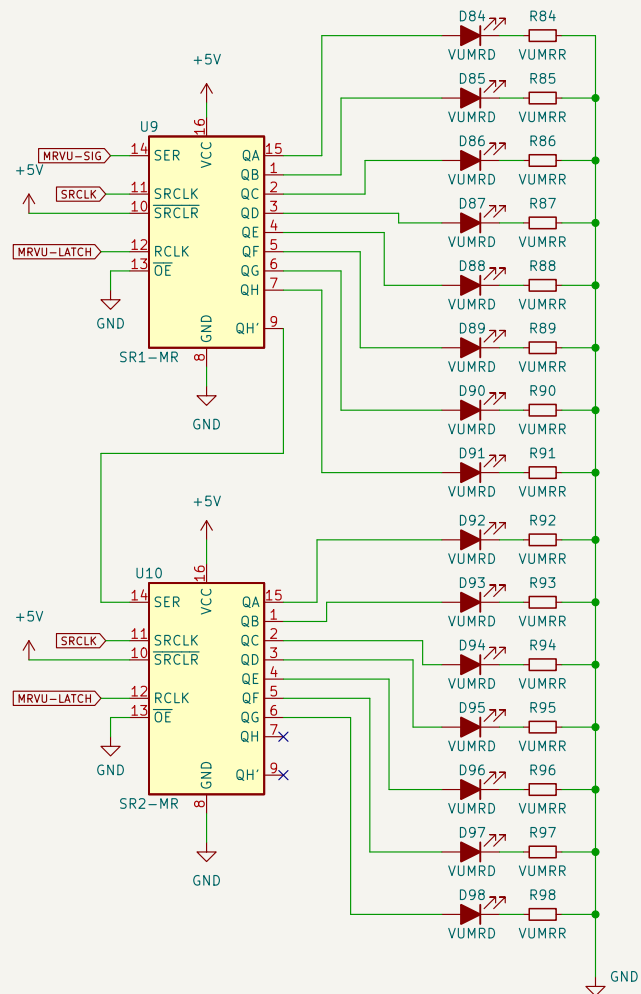 D84 R84
VUMRD VUMRR
+5V
D85 R85
VUMRD VUMRR
U9
16
VCC
MRVU-SIG 14 SER QA 15
D86 R86
VUMRD VUMRR
+5V
QB 1
SRCLK 11 SRCLK QC 2
10 SRCLR QD 3
D87 R87
VUMRD VUMRR
QE 4
MRVU-LATCH 12 RCLK QF 5
13 OE QG 6
D88 R88
VUMRD VUMRR
QH 7
GND
GND
QH' 9
D89 R89
VUMRD VUMRR
SR1-MR 8
D90 R90
VUMRD VUMRR
GND
D91 R91
VUMRD VUMRR
+5V
D92 R92
VUMRD VUMRR
U10
16
VCC
D93 R93
VUMRD VUMRR
14 SER QA 15
+5V
QB 1
SRCLK 11 SRCLK QC 2
D94 R94
VUMRD VUMRR
10 SRCLR QD 3
QE 4
MRVU-LATCH 12 RCLK QF 5
D95 R95
VUMRD VUMRR
13 OE QG 6
QH 7
GND
GND
QH' 9
D96 R96
VUMRD VUMRR
SR2-MR 8
D97 R97
VUMRD VUMRR
GND
D98 R98
VUMRD VUMRR
GND